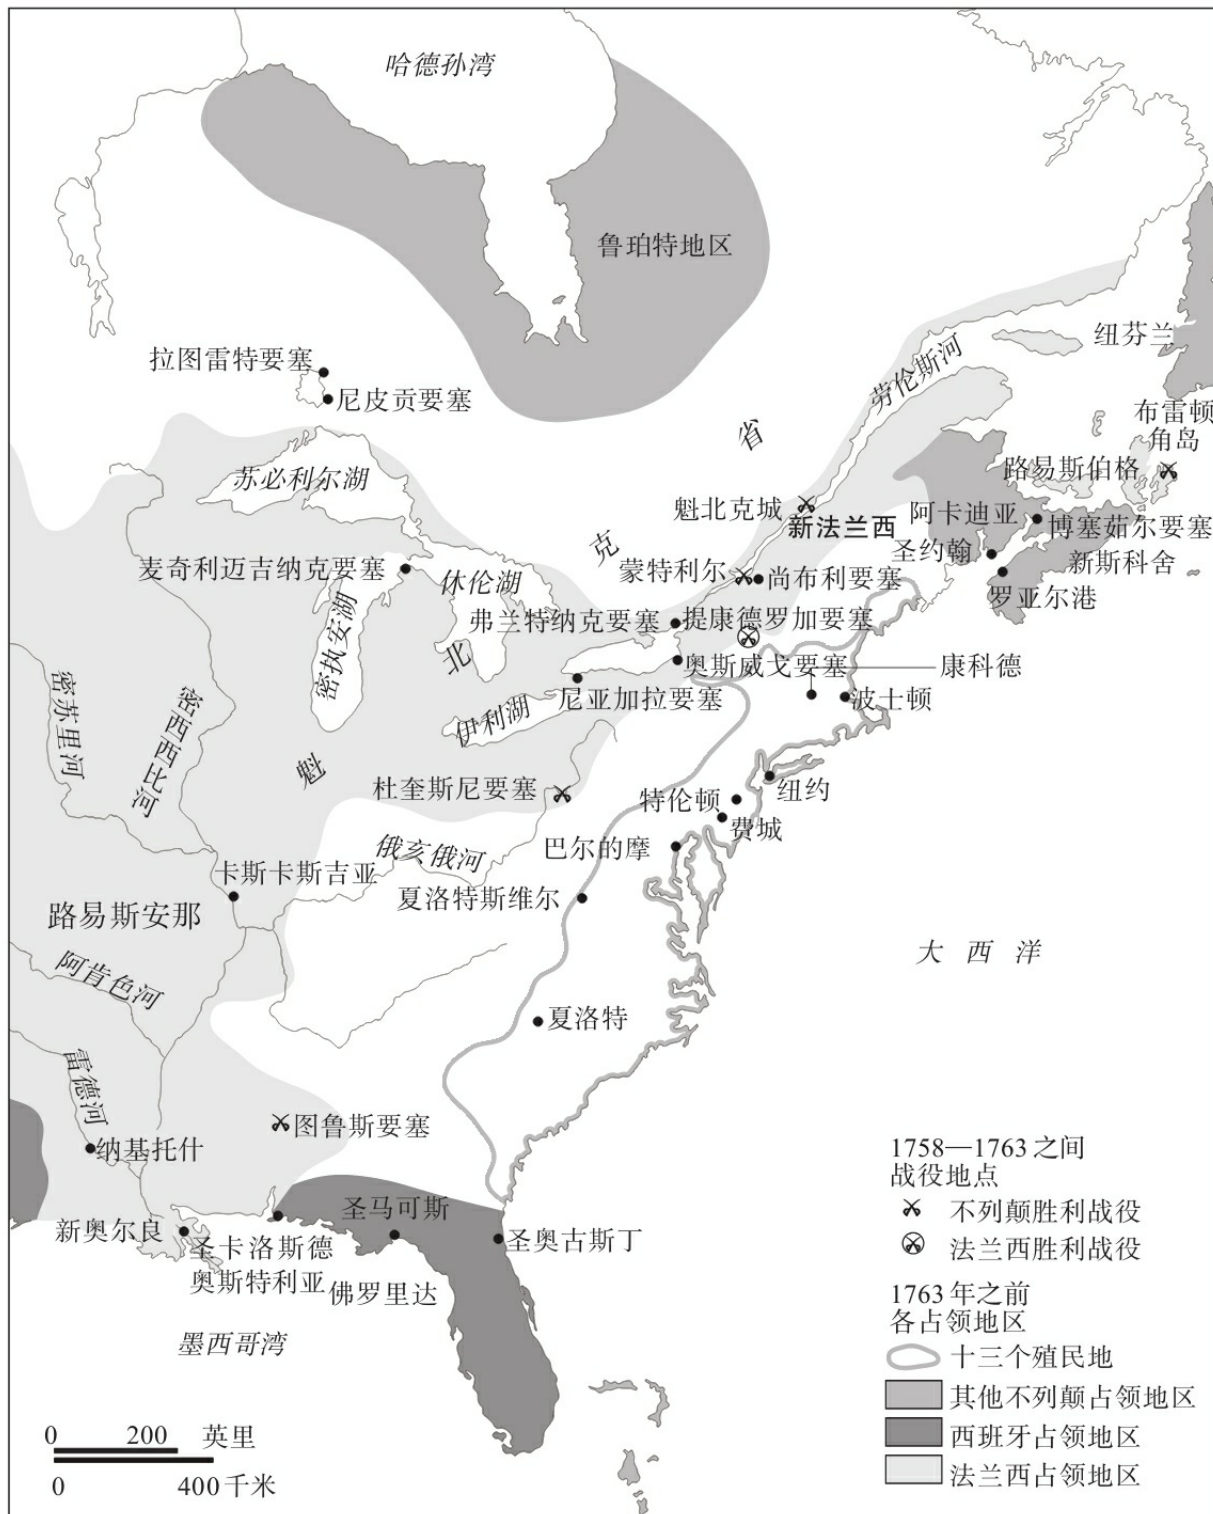 哈德孙湾
鲁珀特地区
拉图雷特要塞
尼皮贡要塞
纽芬兰
劳伦斯河
布雷顿
角岛
省
苏必利尔湖
路易斯伯格
魁北克城
新法兰西
阿卡迪亚
博塞茹尔要塞
克
圣约翰
新斯科舍
麦奇利迈吉纳克要塞
休伦湖
蒙特利尔
尚布利要塞
罗亚尔港
密执安湖
弗兰特纳克要塞
提康德罗加要塞
北
奥斯威戈要塞
康科德
尼亚加拉要塞
波士顿
密苏里河
密西西比河
伊利湖
魁
杜奎斯尼要塞
特伦顿
纽约
费城
俄亥俄河
巴尔的摩
卡斯卡斯吉亚
夏洛特斯维尔
路易斯安那
大西洋
阿肯色河
夏洛特
雷德河
图鲁斯要塞
纳基托什
圣马可斯
新奥尔良
圣卡洛斯德
奥斯特利亚
圣奥古斯丁
佛罗里达
墨西哥湾
1758—1763之间
战役地点
不列颠胜利战役
法兰西胜利战役
1763年之前
各占领地区
十三个殖民地
其他不列颠占领地区
西班牙占领地区
法兰西占领地区
0 200 英里
0 400千米